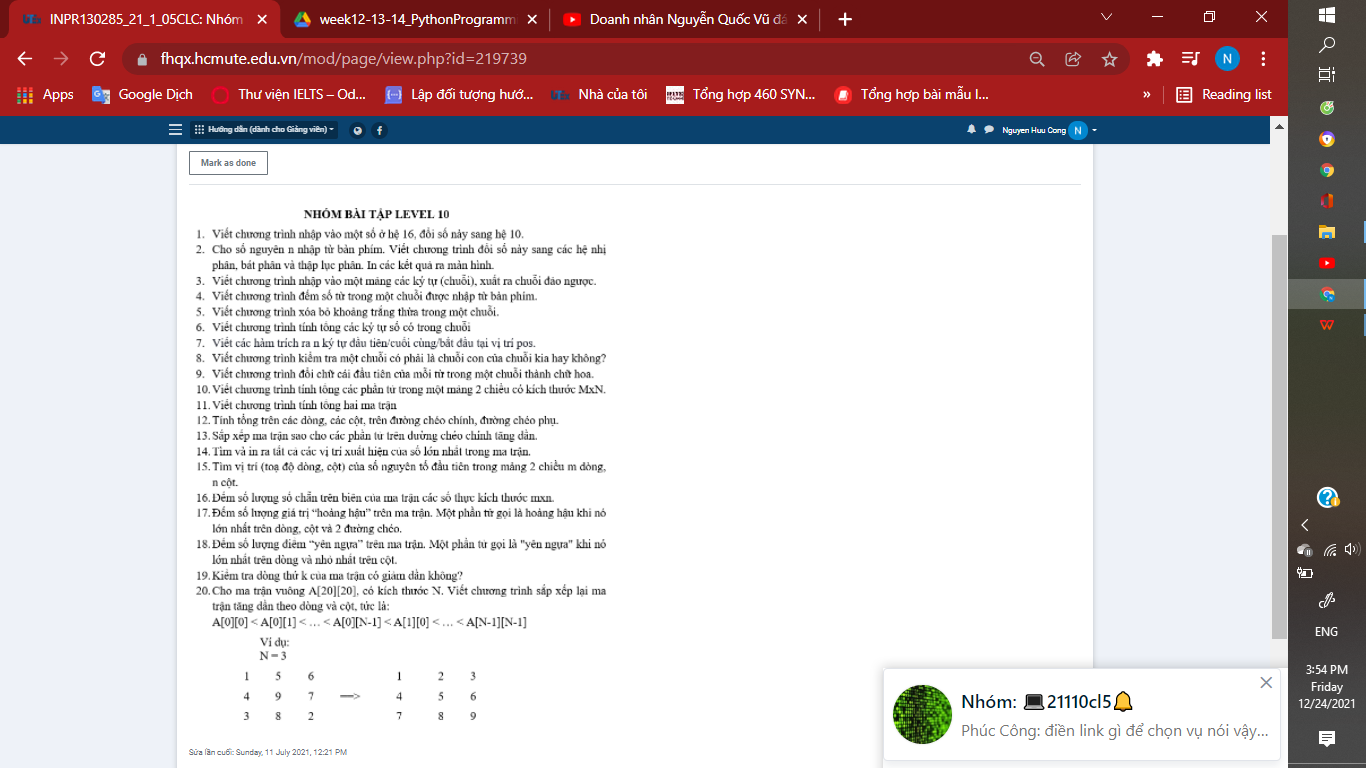 INPR130285_21_1_05CLC: Nhóm
week12-13-14_PythonProgrammi
Doanh nhân Nguyễn Quốc Vũ đá
fhqx.hcmute.edu.vn/mod/page/view.php?id=219739
N
Apps
Google Dịch
Thư viện IELTS – Od...
Lập đối tượng hướ...
Nhà của tôi
Tổng hợp 460 SYN...
Tổng hợp bài mẫu I...
»
Reading list
Hướng dẫn (dành cho Giảng viên)
Nguyen Huu Cong
N
Mark as done
NHÓM BÀI TẬP LEVEL 10
1. Viết chương trình nhập vào một số ở hệ 16, đổi số này sang hệ 10.
2. Cho số nguyên n nhập từ bàn phím. Viết chương trình đổi số này sang các hệ nhị
phân, bát phân và thập lục phân. In các kết quả ra màn hình.
3. Viết chương trình nhập vào một mảng các ký tự (chuỗi), xuất ra chuỗi đảo ngược.
4. Viết chương trình đếm số từ trong một chuỗi được nhập từ bàn phím.
5. Viết chương trình xóa bỏ khoảng trắng thừa trong một chuỗi.
6. Viết chương trình tính tổng các ký tự số có trong chuỗi
7. Viết các hàm trích ra n ký tự đầu tiên/cuối cùng/bắt đầu tại vị trí pos.
8. Viết chương trình kiểm tra một chuỗi có phải là chuỗi con của chuỗi kia hay không?
9. Viết chương trình đổi chữ cái đầu tiên của mỗi từ trong một chuỗi thành chữ hoa.
10. Viết chương trình tính tổng các phần tử trong một mảng 2 chiều có kích thước MxN.
11. Viết chương trình tính tổng hai ma trận
12. Tính tổng trên các dòng, các cột, trên đường chéo chính, đường chéo phụ.
13. Sắp xếp ma trận sao cho các phần tử trên đường chéo chính tăng dần.
14. Tìm và in ra tất cả các vị trí xuất hiện của số lớn nhất trong ma trận.
15. Tìm vị trí (toạ độ dòng, cột) của số nguyên tố đầu tiên trong mảng 2 chiều m dòng,
n cột.
16. Đếm số lượng số chẵn trên biên của ma trận các số thực kích thước mxn.
17. Đếm số lượng giá trị “hoàng hậu” trên ma trận. Một phần tử gọi là hoàng hậu khi nó
lớn nhất trên dòng, cột và 2 đường chéo.
18. Đếm số lượng điểm “yên ngựa” trên ma trận. Một phần tử gọi là "yên ngựa" khi nó
lớn nhất trên dòng và nhỏ nhất trên cột.
19. Kiểm tra dòng thứ k của ma trận có giảm dần không?
20. Cho ma trận vuông A[20][20], có kích thước N. Viết chương trình sắp xếp lại ma
trận tăng dần theo dòng và cột, tức là:
A[0][0] < A[0][1] < … < A[0][N-1] < A[1][0] < … < A[N-1][N-1]
Ví dụ:
N = 3
1 5 6 1 2 3
4 9 7 ==> 4 5 6
3 8 2 7 8 9
Sửa lần cuối: Sunday, 11 July 2021, 12:21 PM
Nhóm: 💻21110cl5🔔
Phúc Công: điền link gì để chọn vụ nói vậy...
ENG
3:54 PM
Friday
12/24/2021